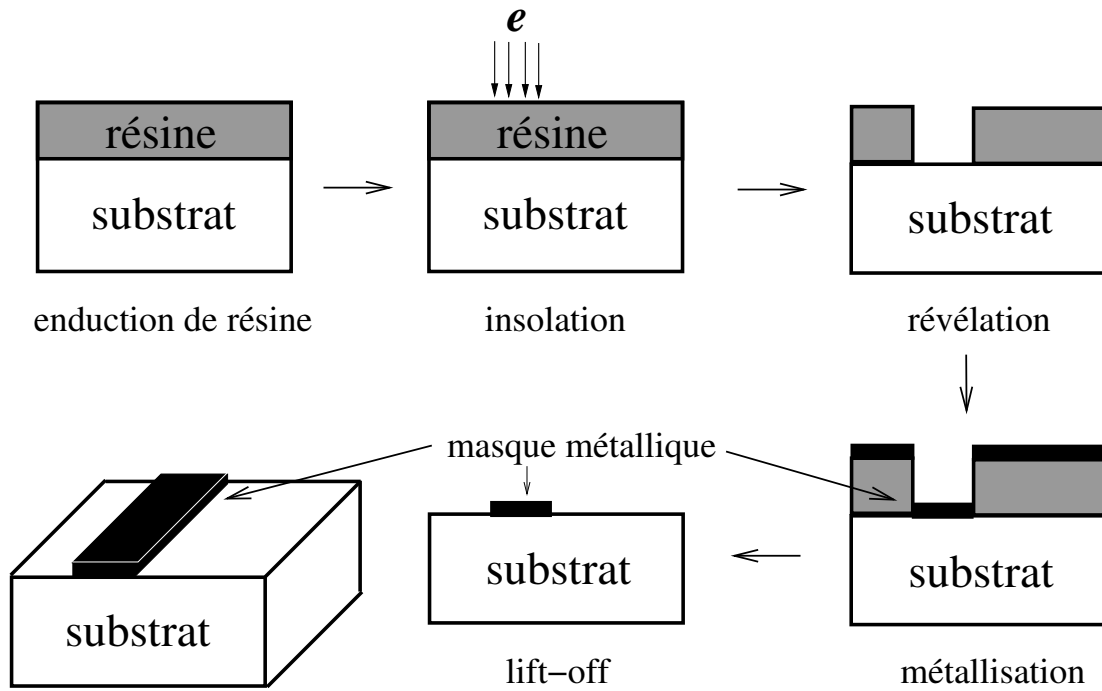 e
résine
substrat
résine
substrat
substrat
enduction de résine
insolation
révélation
masque métallique
substrat
substrat
substrat
lift−off
métallisation